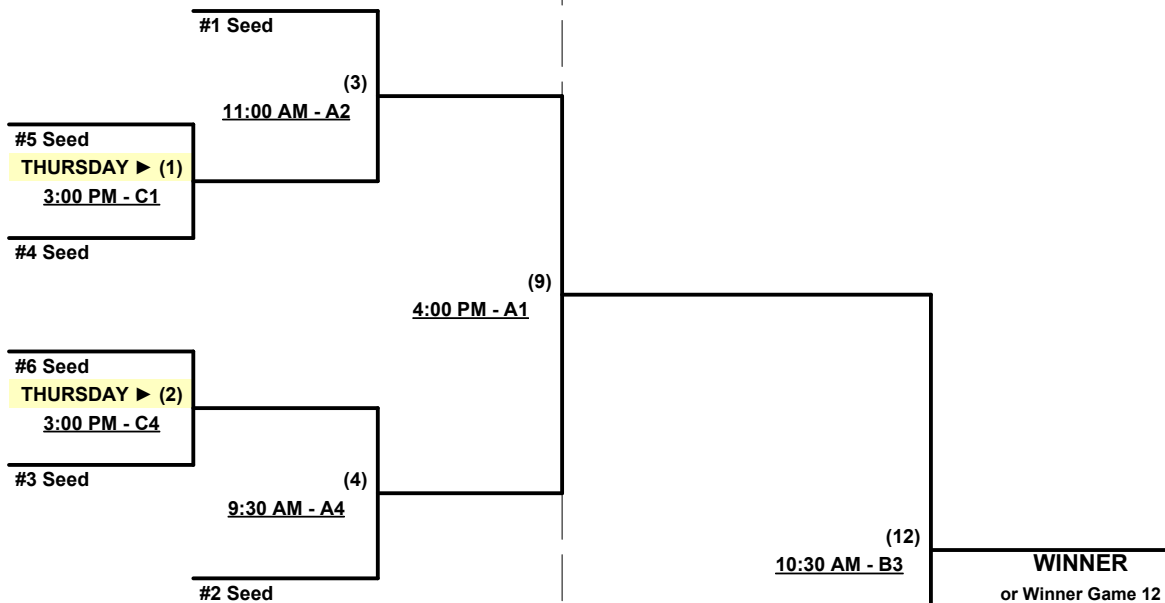 #1 Seed
(3)
11:00 AM - A2
#5 Seed
THURSDAY ► (1)
3:00 PM - C1
#4 Seed
(9)
4:00 PM - A1
#6 Seed
THURSDAY ► (2)
3:00 PM - C4
#3 Seed
(4)
9:30 AM - A4
#2 Seed
(12)
10:30 AM - B3
WINNER
or Winner Game 12